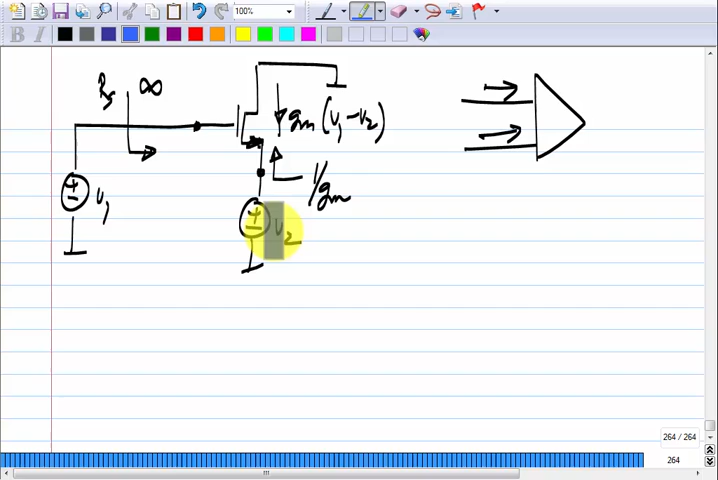 100%
B I U
Rs ∞
gm (v1 - v2)
1/gm
+
-
v1
+
-
v2
264 / 264
264